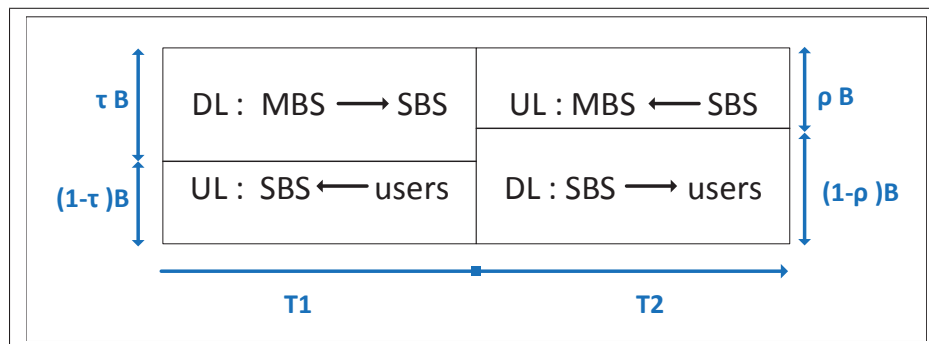 τ B
DL : MBS → SBS
UL : MBS ← SBS
ρ B
(1-τ )B
UL : SBS ← users
DL : SBS → users
(1-ρ )B
T1
T2